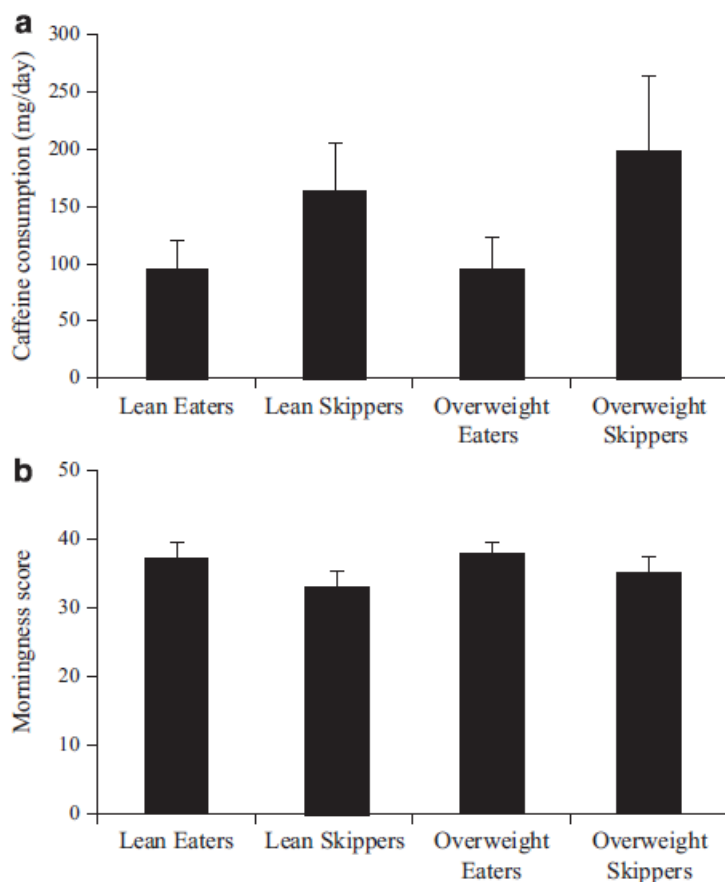 a
Caffeine consumption (mg/day)
300
250
200
150
100
50
0
Lean Eaters Lean Skippers Overweight Overweight
Eaters Skippers
b
Morningness score
50
40
30
20
10
0
Lean Eaters Lean Skippers Overweight Overweight
Eaters Skippers